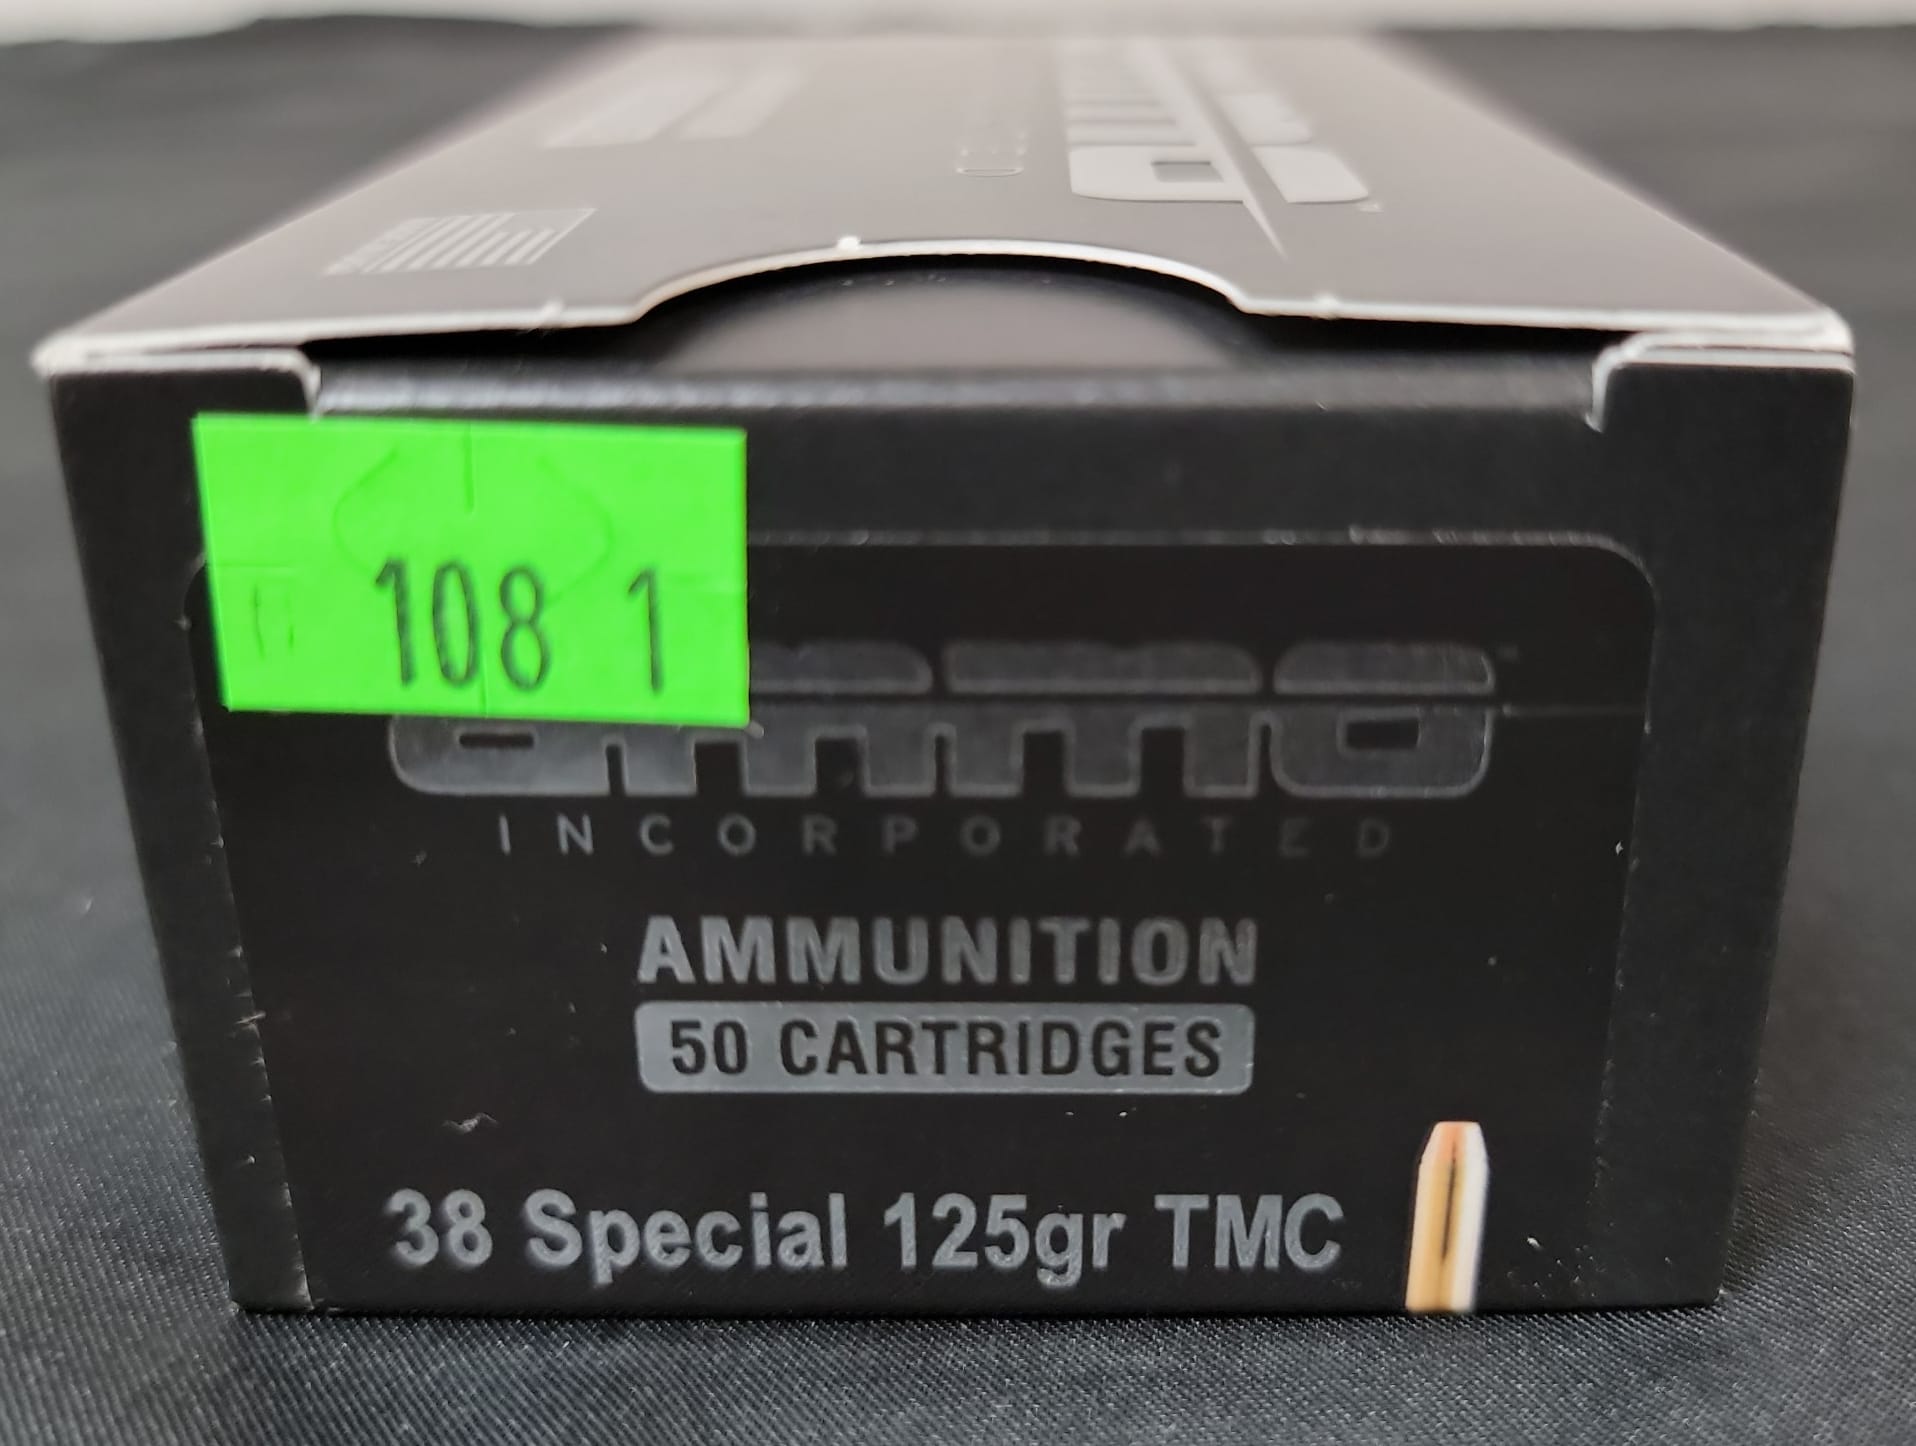 108 1
ammo
INCORPORATED
AMMUNITION
50 CARTRIDGES
38 Special 125gr TMC